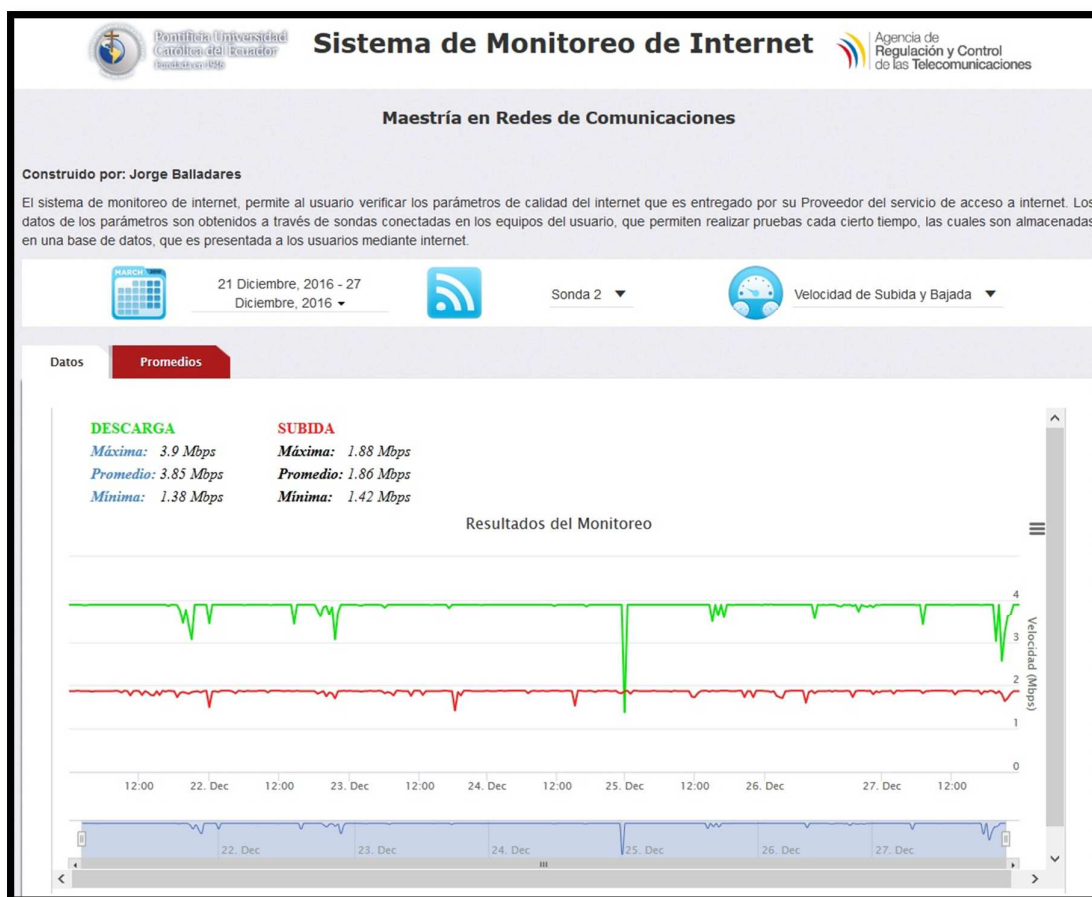 Pontificia Universidad
Católica del Ecuador
Fundada en 1946
Sistema de Monitoreo de Internet
Agencia de
Regulación y Control
de las Telecomunicaciones
Maestría en Redes de Comunicaciones
Construido por: Jorge Balladares
El sistema de monitoreo de internet, permite al usuario verificar los parámetros de calidad del internet que es entregado por su Proveedor del servicio de acceso a internet. Los
datos de los parámetros son obtenidos a través de sondas conectadas en los equipos del usuario, que permiten realizar pruebas cada cierto tiempo, las cuales son almacenadas
en una base de datos, que es presentada a los usuarios mediante internet.
MARCH
21 Diciembre, 2016 - 27
Diciembre, 2016
Sonda 2
Velocidad de Subida y Bajada
Datos
Promedios
DESCARGA
Máxima: 3.9 Mbps
Promedio: 3.85 Mbps
Mínima: 1.38 Mbps
SUBIDA
Máxima: 1.88 Mbps
Promedio: 1.86 Mbps
Mínima: 1.42 Mbps
Resultados del Monitoreo
4
3
2
1
0
Velocidad (Mbps)
12:00 22. Dec 12:00 23. Dec 12:00 24. Dec 12:00 25. Dec 12:00 26. Dec 27. Dec 12:00
22. Dec 23. Dec 24. Dec 25. Dec 26. Dec 27. Dec